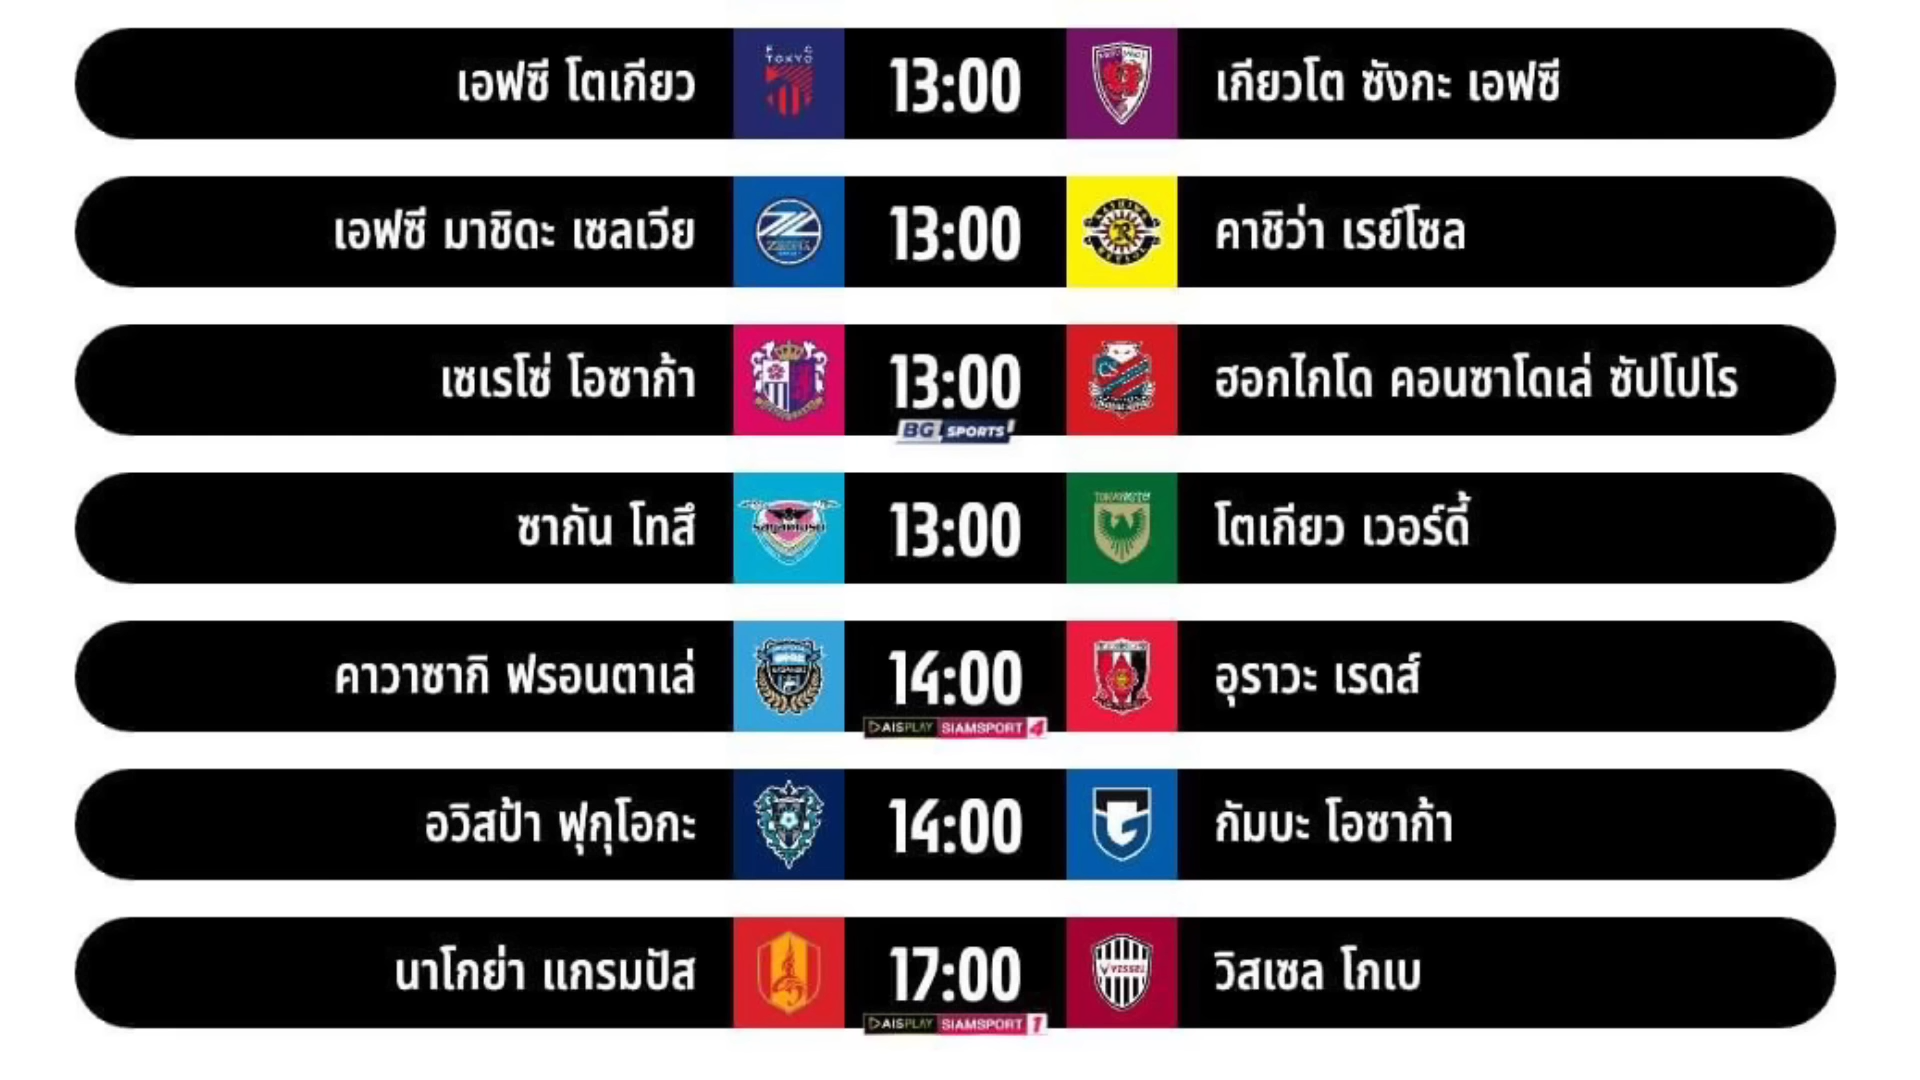 เอฟซี โตเกียว F C TOKYO 13:00 เกียวโต ซังกะ เอฟซี
เอฟซี มาชิดะ เซลเวีย 13:00 คาชิว่า เรย์โซล
เซเรโซ่ โอซาก้า 13:00 ฮอกไกโด คอนซาโดเล่ ซัปโปโร
BG SPORTS
ซากัน โทสึ 13:00 โตเกียว เวอร์ดี้
คาวาซากิ ฟรอนตาเล่ 14:00 อุราวะ เรดส์
AISPLAY SIAMSPORT 4
อวิสป้า ฟุกุโอกะ 14:00 กัมบะ โอซาก้า
นาโกย่า แกรมปัส 17:00 VISSEL วิสเซล โกเบ
AISPLAY SIAMSPORT 1